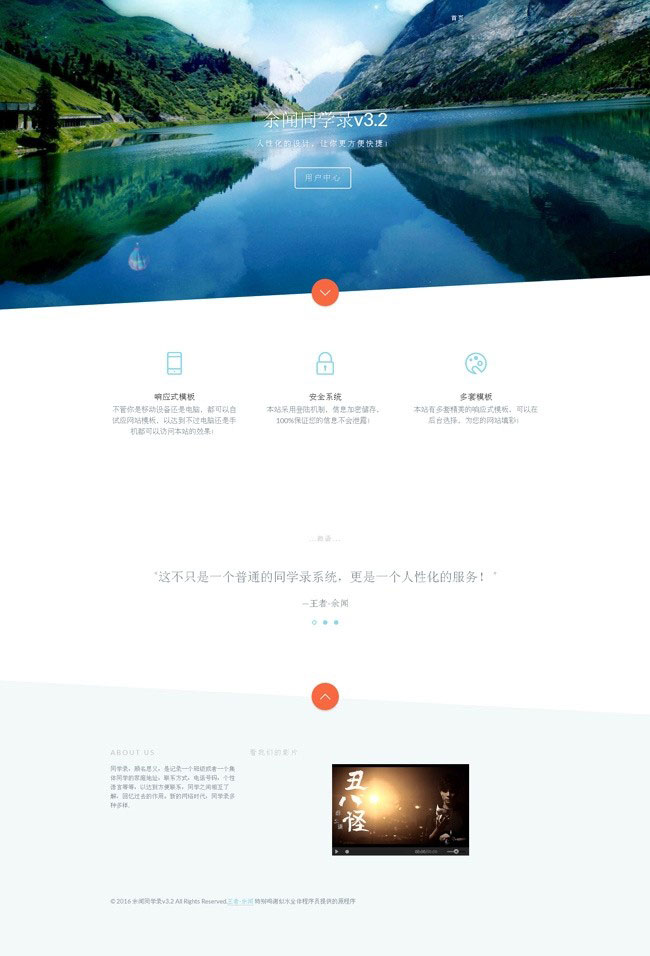 首页
余闻同学录v3.2
人性化的设计，让你更方便快捷！
用户中心
响应式模板
不管你是移动设备还是电脑，都可以自
适应网站模板，以达到不过电脑还是手
机都可以访问本站的效果！
安全系统
本站采用登陆机制，信息加密储存，
100%保证您的信息不会泄露！
多套模板
本站有多套精美的响应式模板，可以在
后台选择，为您的网站填彩！
"这不只是一个普通的同学录系统，更是一个人性化的服务！"
—王者-余闻
ABOUT US
同学录，顾名思义，是记录一个班级或者一个集
体同学的家庭地址，联系方式，电话号码，个性
语言等等，以达到方便联系，同学之间相互了
解，回忆过去的作用。新的网络时代，同学录多
种多样.
看我们的影片
丑
八
怪
© 2016 余闻同学录v3.2 All Rights Reserved.王者-余闻 特别鸣谢似水全体程序员提供的原程序